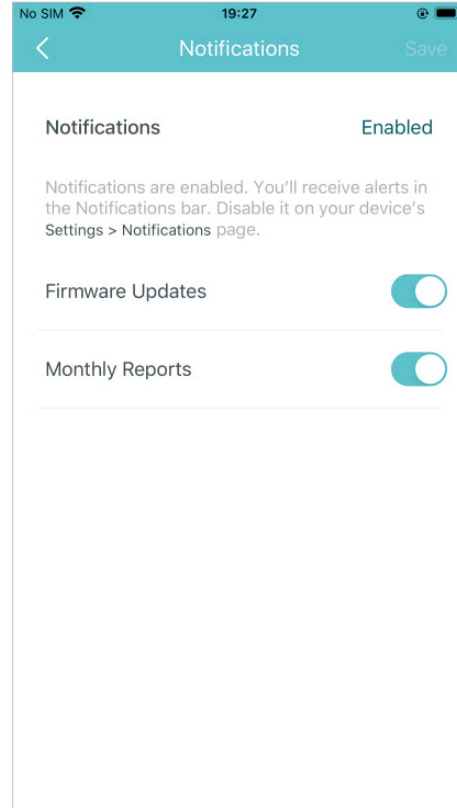 No SIM 19:27
Notifications Save
Notifications Enabled
Notifications are enabled. You'll receive alerts in
the Notifications bar. Disable it on your device's
Settings > Notifications page.
Firmware Updates
Monthly Reports